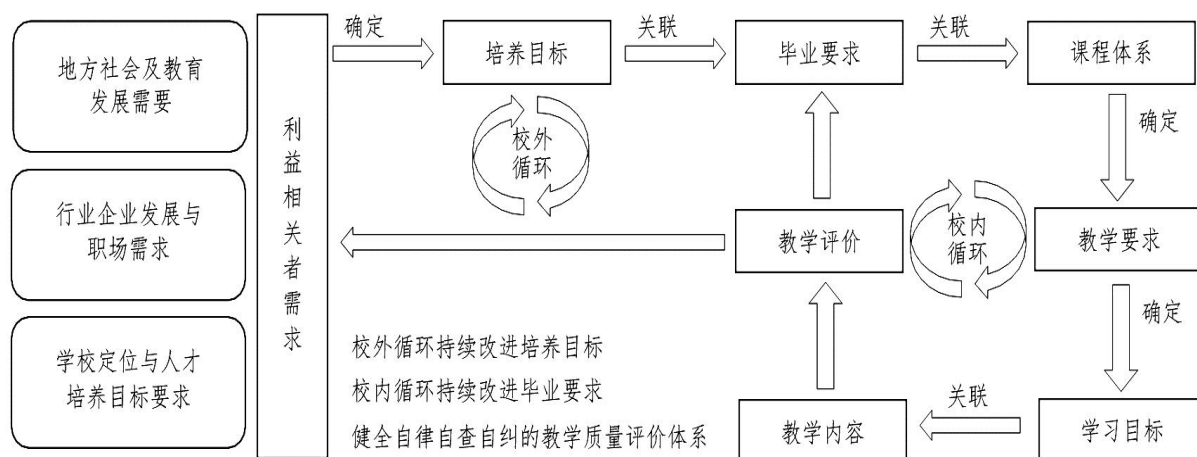 地方社会及教育
发展需要
行业企业发展与
职场需求
学校定位与人才
培养目标要求
利益相关者需求
确定
培养目标
关联
毕业要求
关联
课程体系
校外
循环
确定
教学评价
校内
循环
教学要求
确定
校外循环持续改进培养目标
校内循环持续改进毕业要求
健全自律自查自纠的教学质量评价体系
教学内容
关联
学习目标